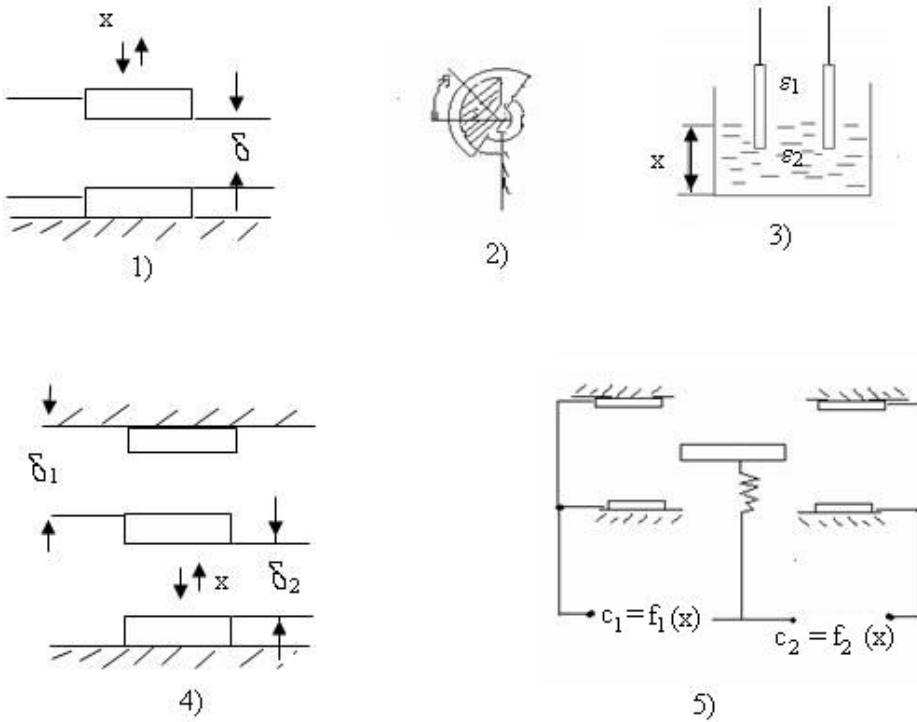 x
δ
1)
2)
ε₁
ε₂
x
3)
δ₁
x
δ₂
4)
c₁ = f₁ (x)
c₂ = f₂ (x)
5)